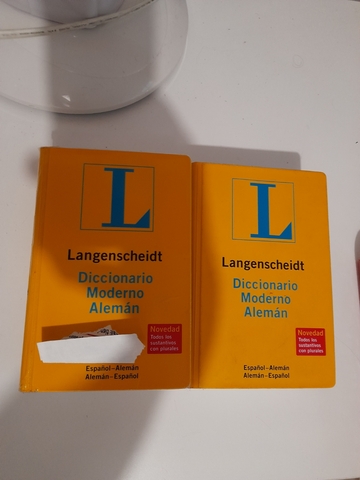 L
Langenscheidt
Diccionario
Moderno
Alemán
Novedad
Todos los
sustantivos
con plurales
Español-Alemán
Alemán-Español
L
Langenscheidt
Diccionario
Moderno
Alemán
Novedad
Todos los
sustantivos
con plurales
Español-Alemán
Alemán-Español